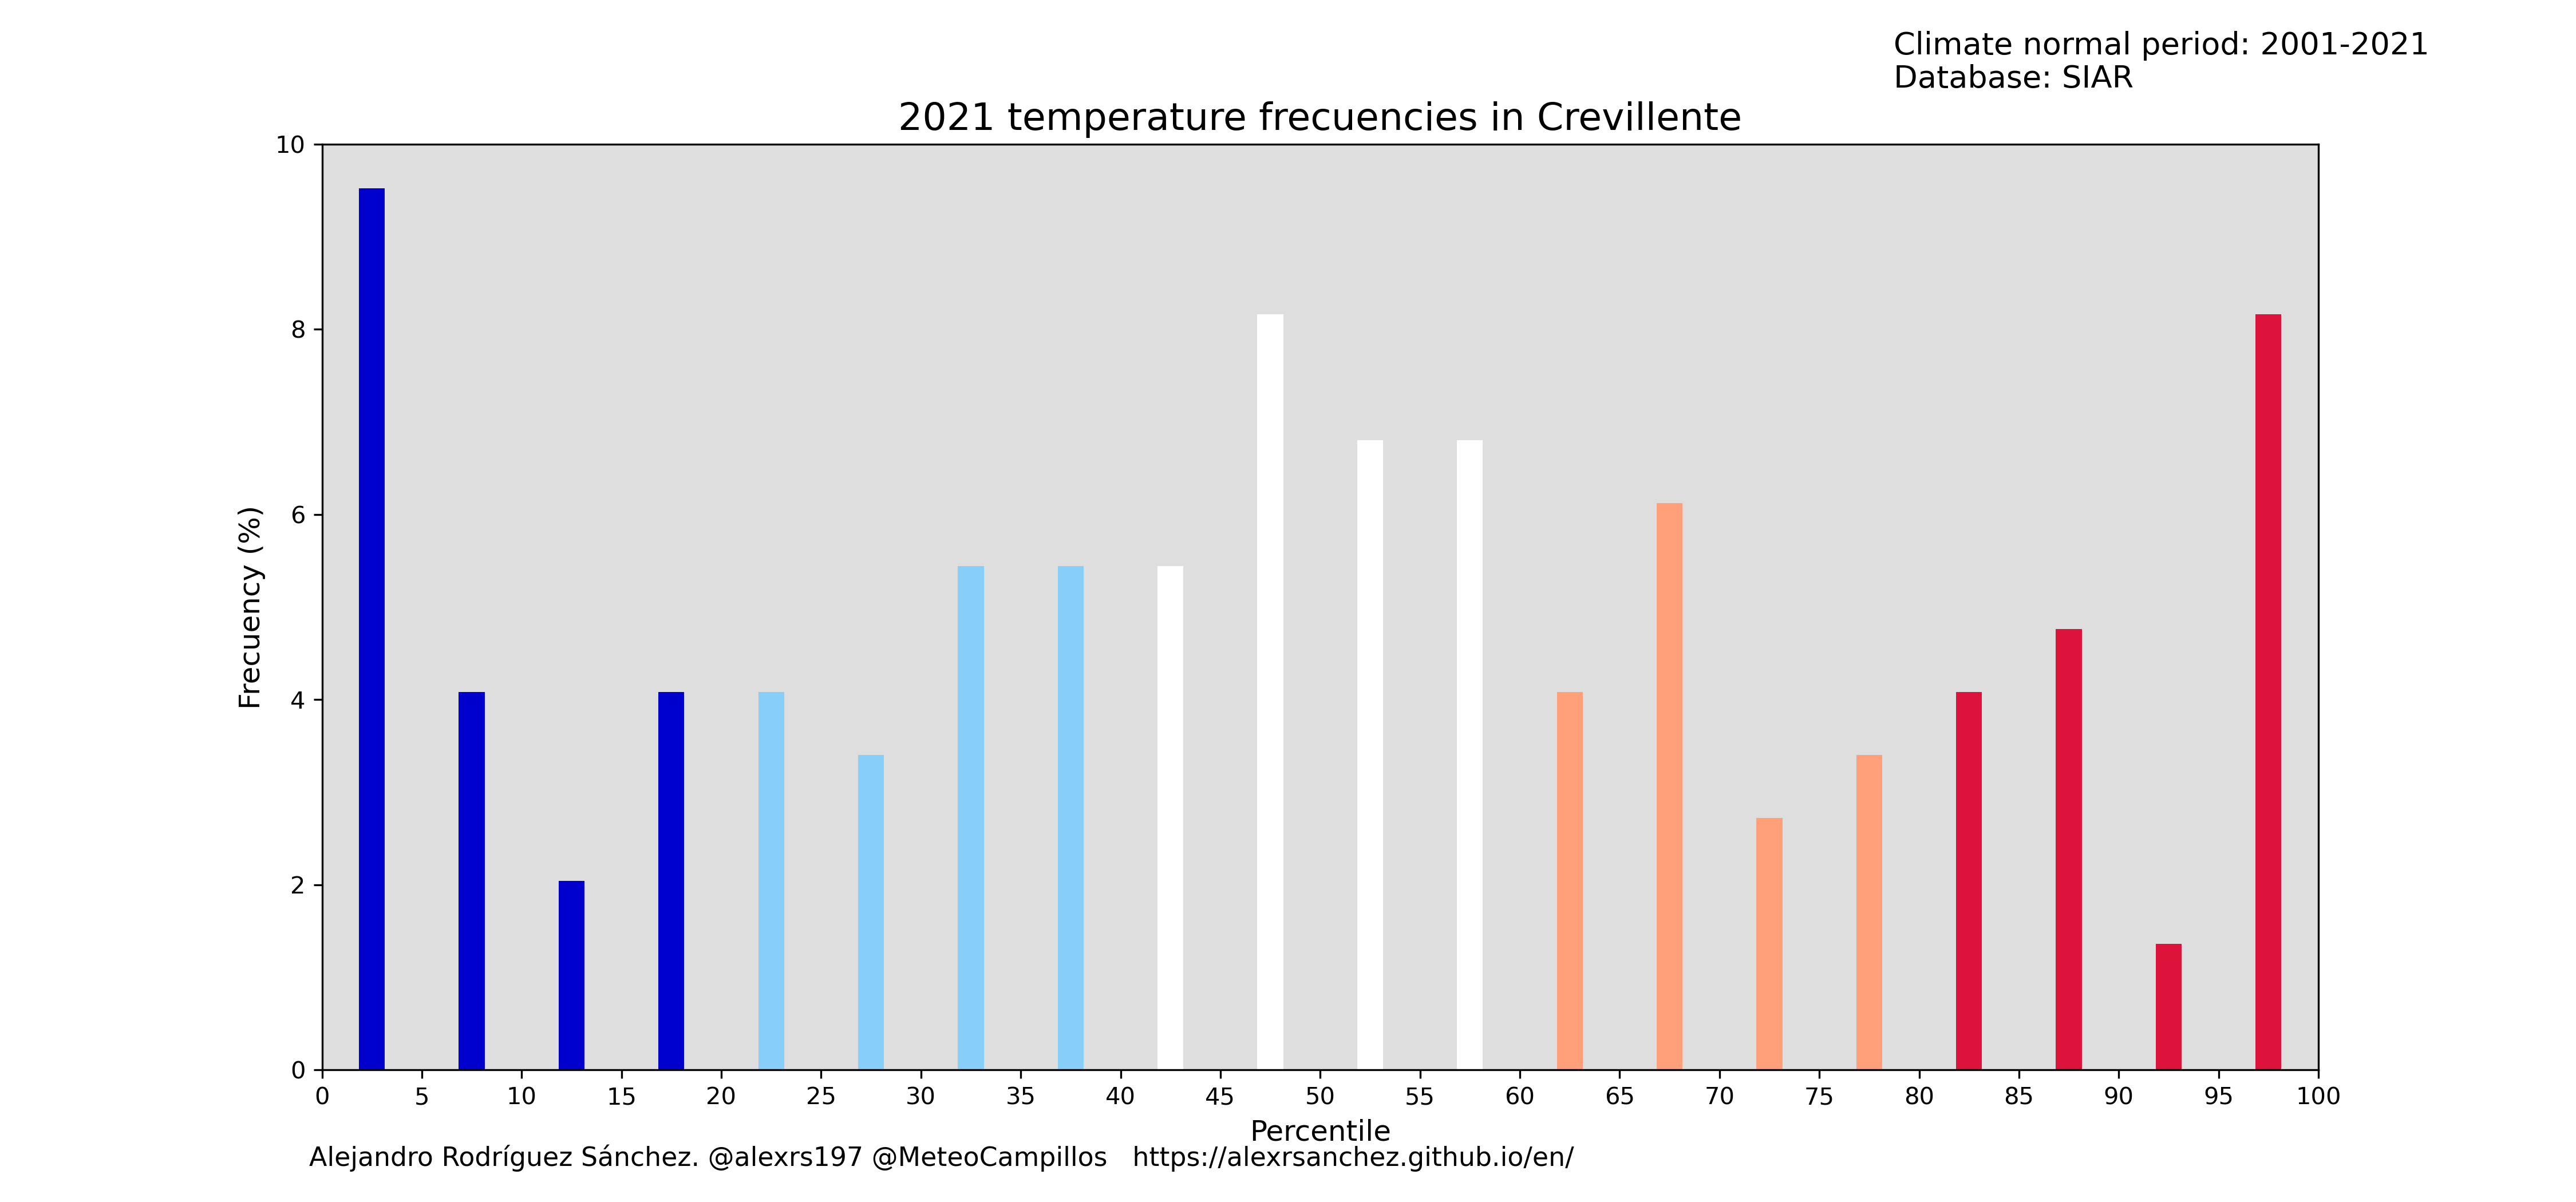 Climate normal period: 2001-2021
Database: SIAR
2021 temperature frecuencies in Crevillente
10
8
6
4
2
0
Frecuency (%)
0 5 10 15 20 25 30 35 40 45 50 55 60 65 70 75 80 85 90 95 100
Percentile
Alejandro Rodríguez Sánchez. @alexrs197 @MeteoCampillos https://alexrsanchez.github.io/en/